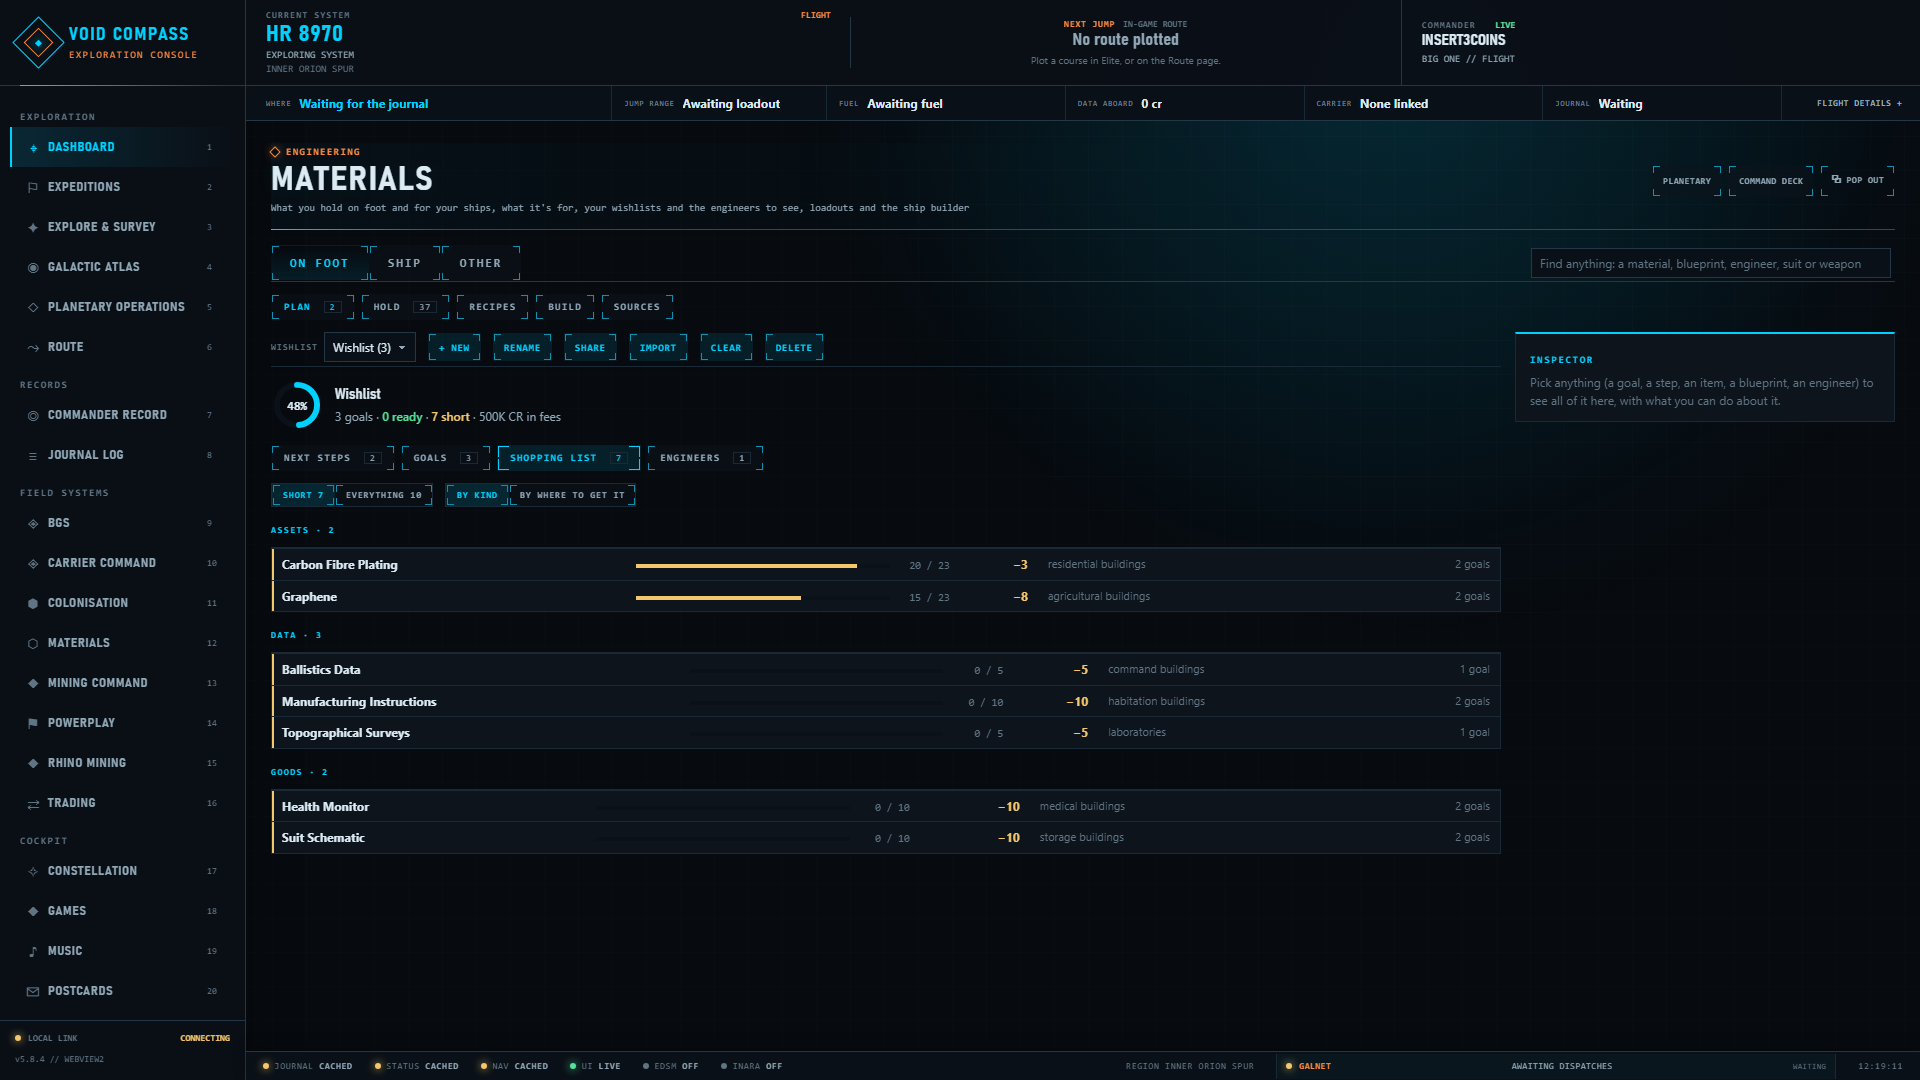 VOID COMPASS
EXPLORATION CONSOLE
CURRENT SYSTEM
HR 8970
EXPLORING SYSTEM
INNER ORION SPUR
FLIGHT
NEXT JUMP IN-GAME ROUTE
No route plotted
Plot a course in Elite, or on the Route page.
COMMANDER LIVE
INSERT3COINS
BIG ONE // FLIGHT
WHERE Waiting for the journal
JUMP RANGE Awaiting loadout
FUEL Awaiting fuel
DATA ABOARD 0 cr
CARRIER None linked
JOURNAL Waiting
FLIGHT DETAILS +
EXPLORATION
DASHBOARD 1
EXPEDITIONS 2
EXPLORE & SURVEY 3
GALACTIC ATLAS 4
PLANETARY OPERATIONS 5
ROUTE 6
RECORDS
COMMANDER RECORD 7
JOURNAL LOG 8
FIELD SYSTEMS
BGS 9
CARRIER COMMAND 10
COLONISATION 11
MATERIALS 12
MINING COMMAND 13
POWERPLAY 14
RHINO MINING 15
TRADING 16
COCKPIT
CONSTELLATION 17
GAMES 18
MUSIC 19
POSTCARDS 20
LOCAL LINK CONNECTING
v5.8.4 // WEBVIEW2
ENGINEERING
MATERIALS
What you hold on foot and for your ships, what it's for, your wishlists and the engineers to see, loadouts and the ship builder
PLANETARY
COMMAND DECK
POP OUT
ON FOOT
SHIP
OTHER
Find anything: a material, blueprint, engineer, suit or weapon
PLAN 2
HOLD 37
RECIPES
BUILD
SOURCES
WISHLIST Wishlist (3)
+ NEW
RENAME
SHARE
IMPORT
CLEAR
DELETE
48%
Wishlist
3 goals · 0 ready · 7 short · 500K CR in fees
NEXT STEPS 2
GOALS 3
SHOPPING LIST 7
ENGINEERS 1
SHORT 7
EVERYTHING 10
BY KIND
BY WHERE TO GET IT
ASSETS · 2
Carbon Fibre Plating 20 / 23 −3 residential buildings 2 goals
Graphene 15 / 23 −8 agricultural buildings 2 goals
DATA · 3
Ballistics Data 0 / 5 −5 command buildings 1 goal
Manufacturing Instructions 0 / 10 −10 habitation buildings 2 goals
Topographical Surveys 0 / 5 −5 laboratories 1 goal
GOODS · 2
Health Monitor 0 / 10 −10 medical buildings 2 goals
Suit Schematic 0 / 10 −10 storage buildings 2 goals
INSPECTOR
Pick anything (a goal, a step, an item, a blueprint, an engineer) to
see all of it here, with what you can do about it.
JOURNAL CACHED
STATUS CACHED
NAV CACHED
UI LIVE
EDSM OFF
INARA OFF
REGION INNER ORION SPUR
GALNET
AWAITING DISPATCHES
WAITING
12:19:11